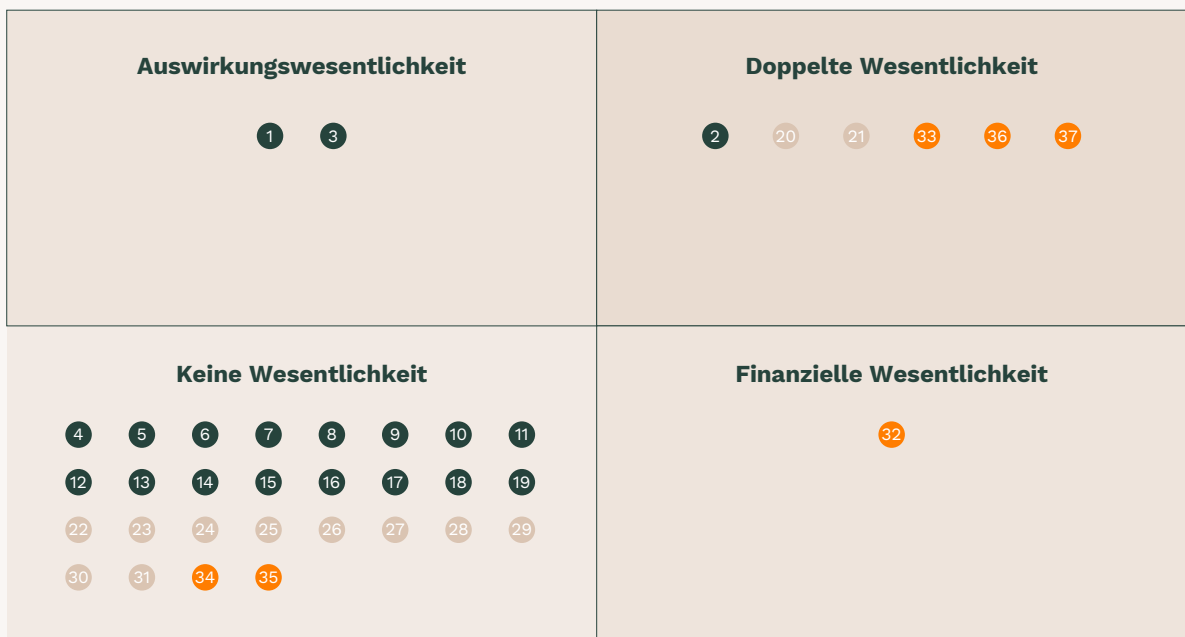 Auswirkungswesentlichkeit
1 3
Doppelte Wesentlichkeit
2 20 21 33 36 37
Keine Wesentlichkeit
4 5 6 7 8 9 10 11
12 13 14 15 16 17 18 19
22 23 24 25 26 27 28 29
30 31 34 35
Finanzielle Wesentlichkeit
32